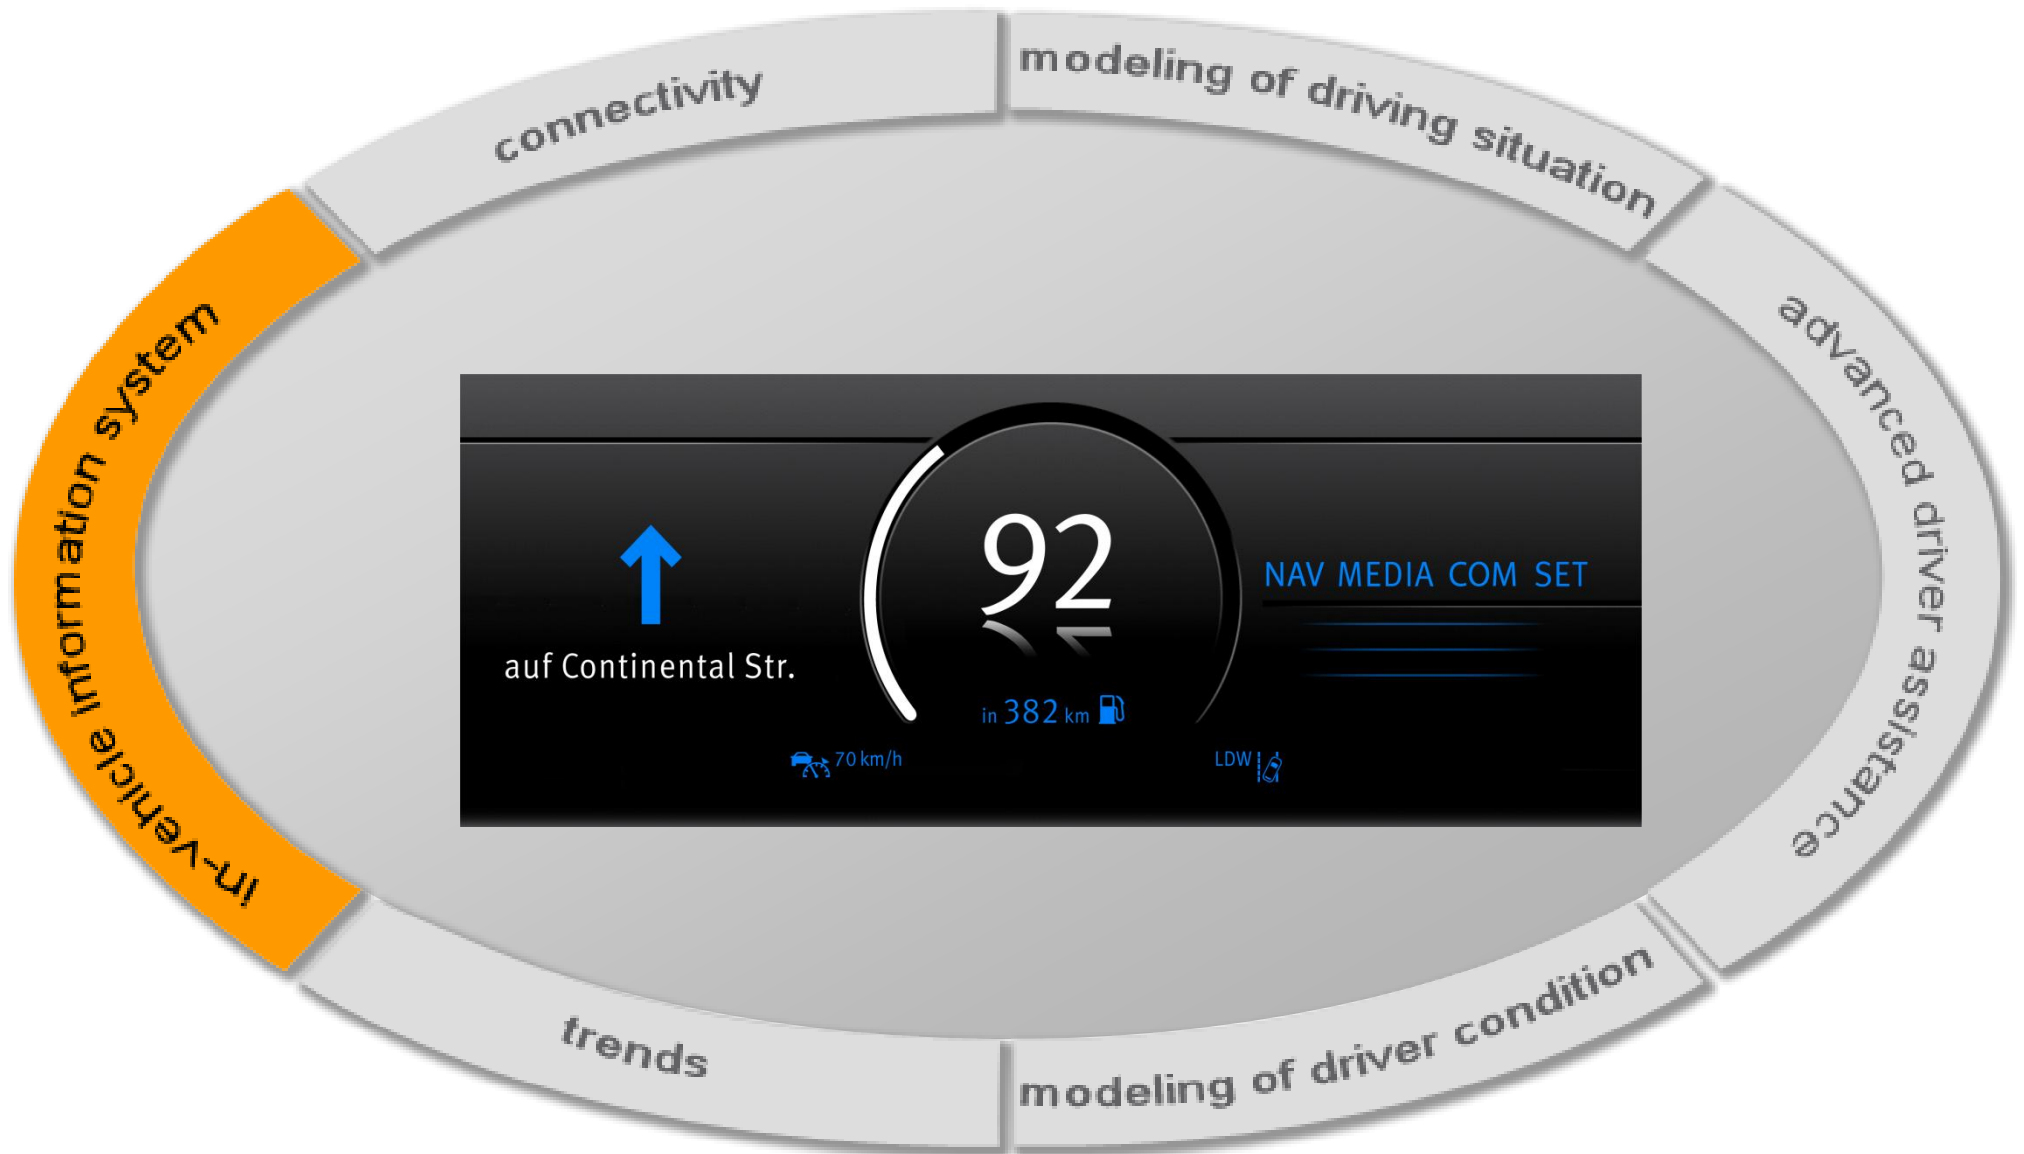 connectivity
modeling of driving situation
advanced driver assistance
modeling of driver condition
trends
in-vehicle information system
92
auf Continental Str.
NAV MEDIA COM SET
in 382 km
70 km/h
LDW